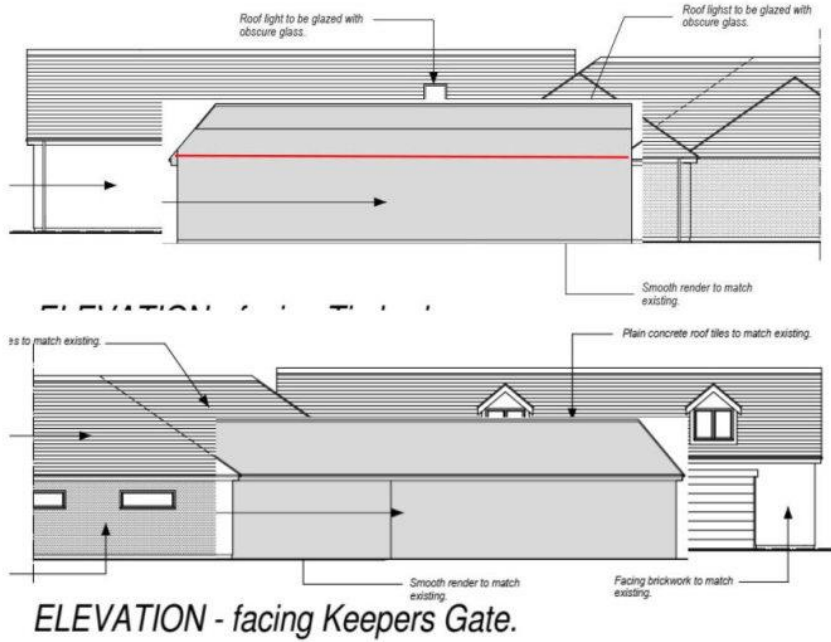 Roof light to be glazed with
obscure glass.
Roof lighst to be glazed with
obscure glass.
Smooth render to match
existing.
Plain concrete roof tiles to match existing.
to match existing.
Smooth render to match
existing.
Facing brickwork to match
existing.
ELEVATION - facing Keepers Gate.